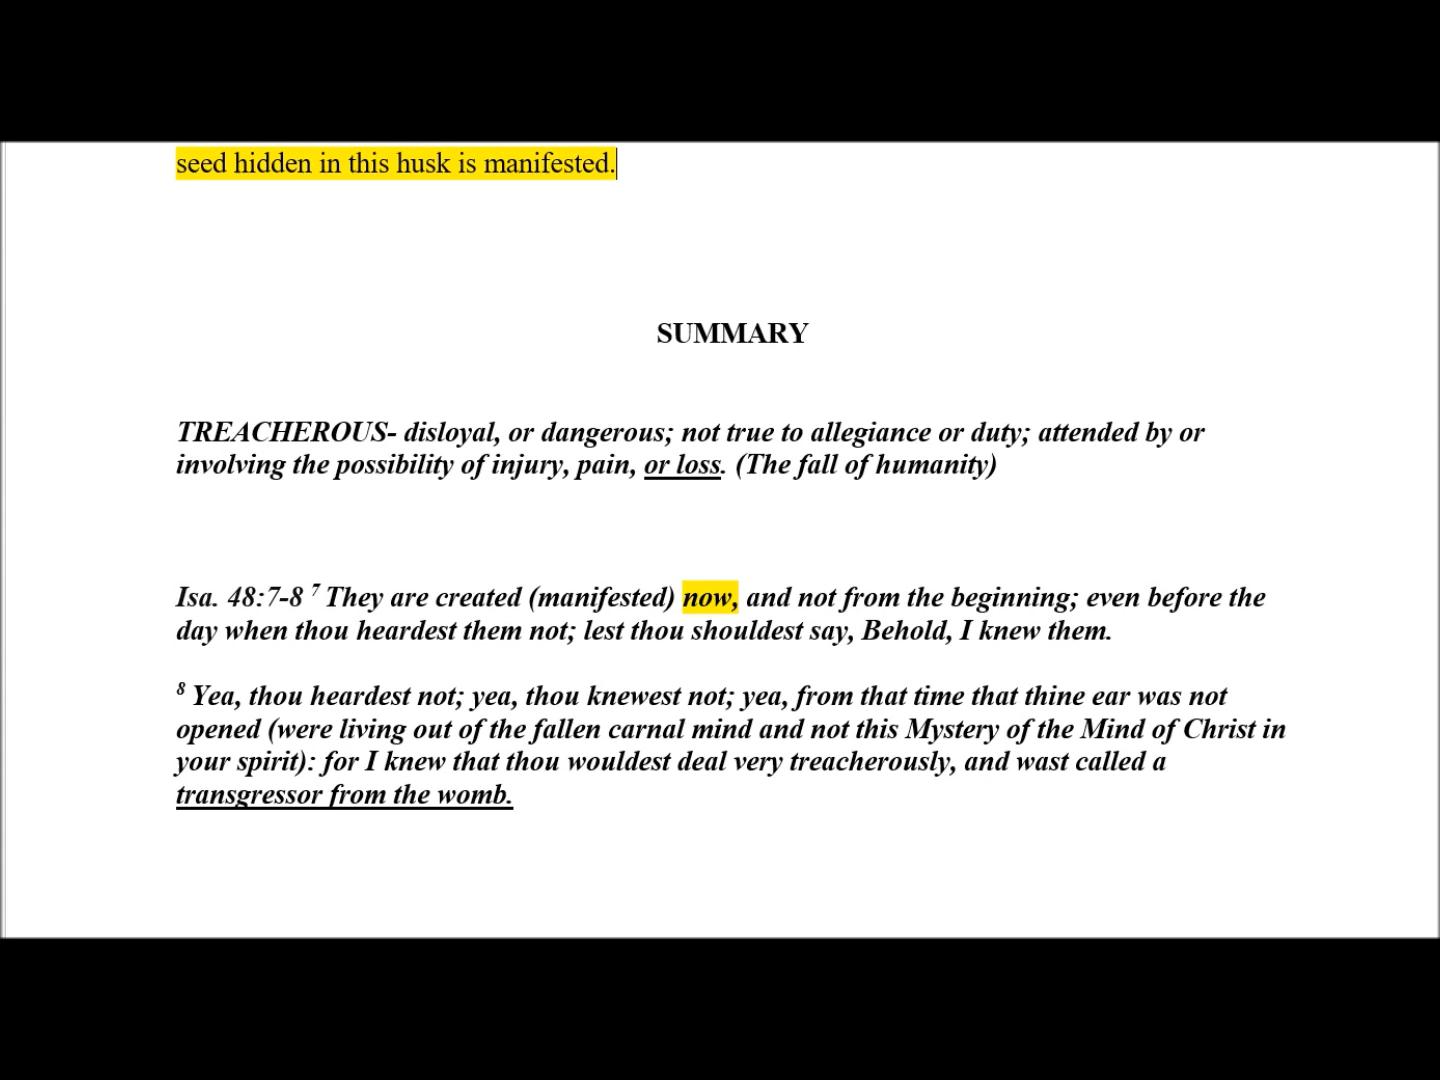 seed hidden in this husk is manifested.
SUMMARY
TREACHEROUS- disloyal, or dangerous; not true to allegiance or duty; attended by or
involving the possibility of injury, pain, or loss. (The fall of humanity)
Isa. 48:7-8 7 They are created (manifested) now, and not from the beginning; even before the
day when thou heardest them not; lest thou shouldest say, Behold, I knew them.
8 Yea, thou heardest not; yea, thou knewest not; yea, from that time that thine ear was not
opened (were living out of the fallen carnal mind and not this Mystery of the Mind of Christ in
your spirit): for I knew that thou wouldest deal very treacherously, and wast called a
transgressor from the womb.